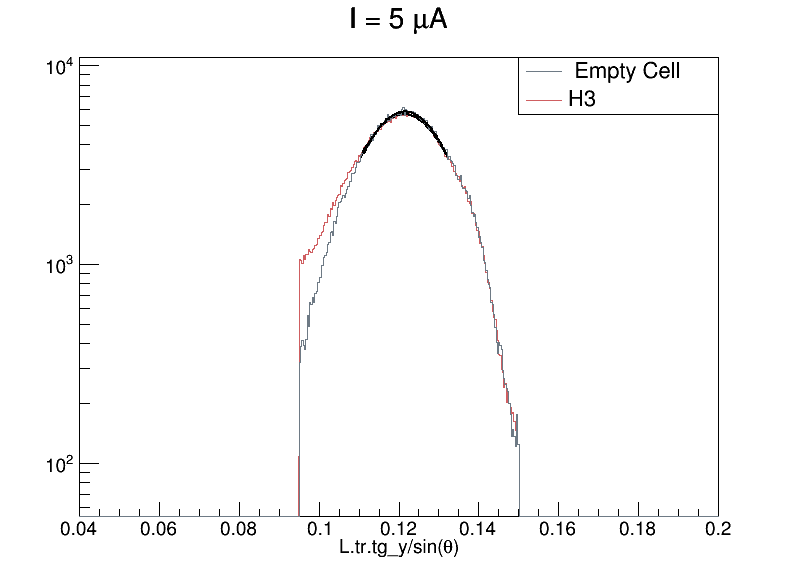 I = 5 μA
Empty Cell
H3
10⁴
10³
10²
0.04 0.06 0.08 0.1 0.12 0.14 0.16 0.18 0.2
L.tr.tg_y/sin(θ)